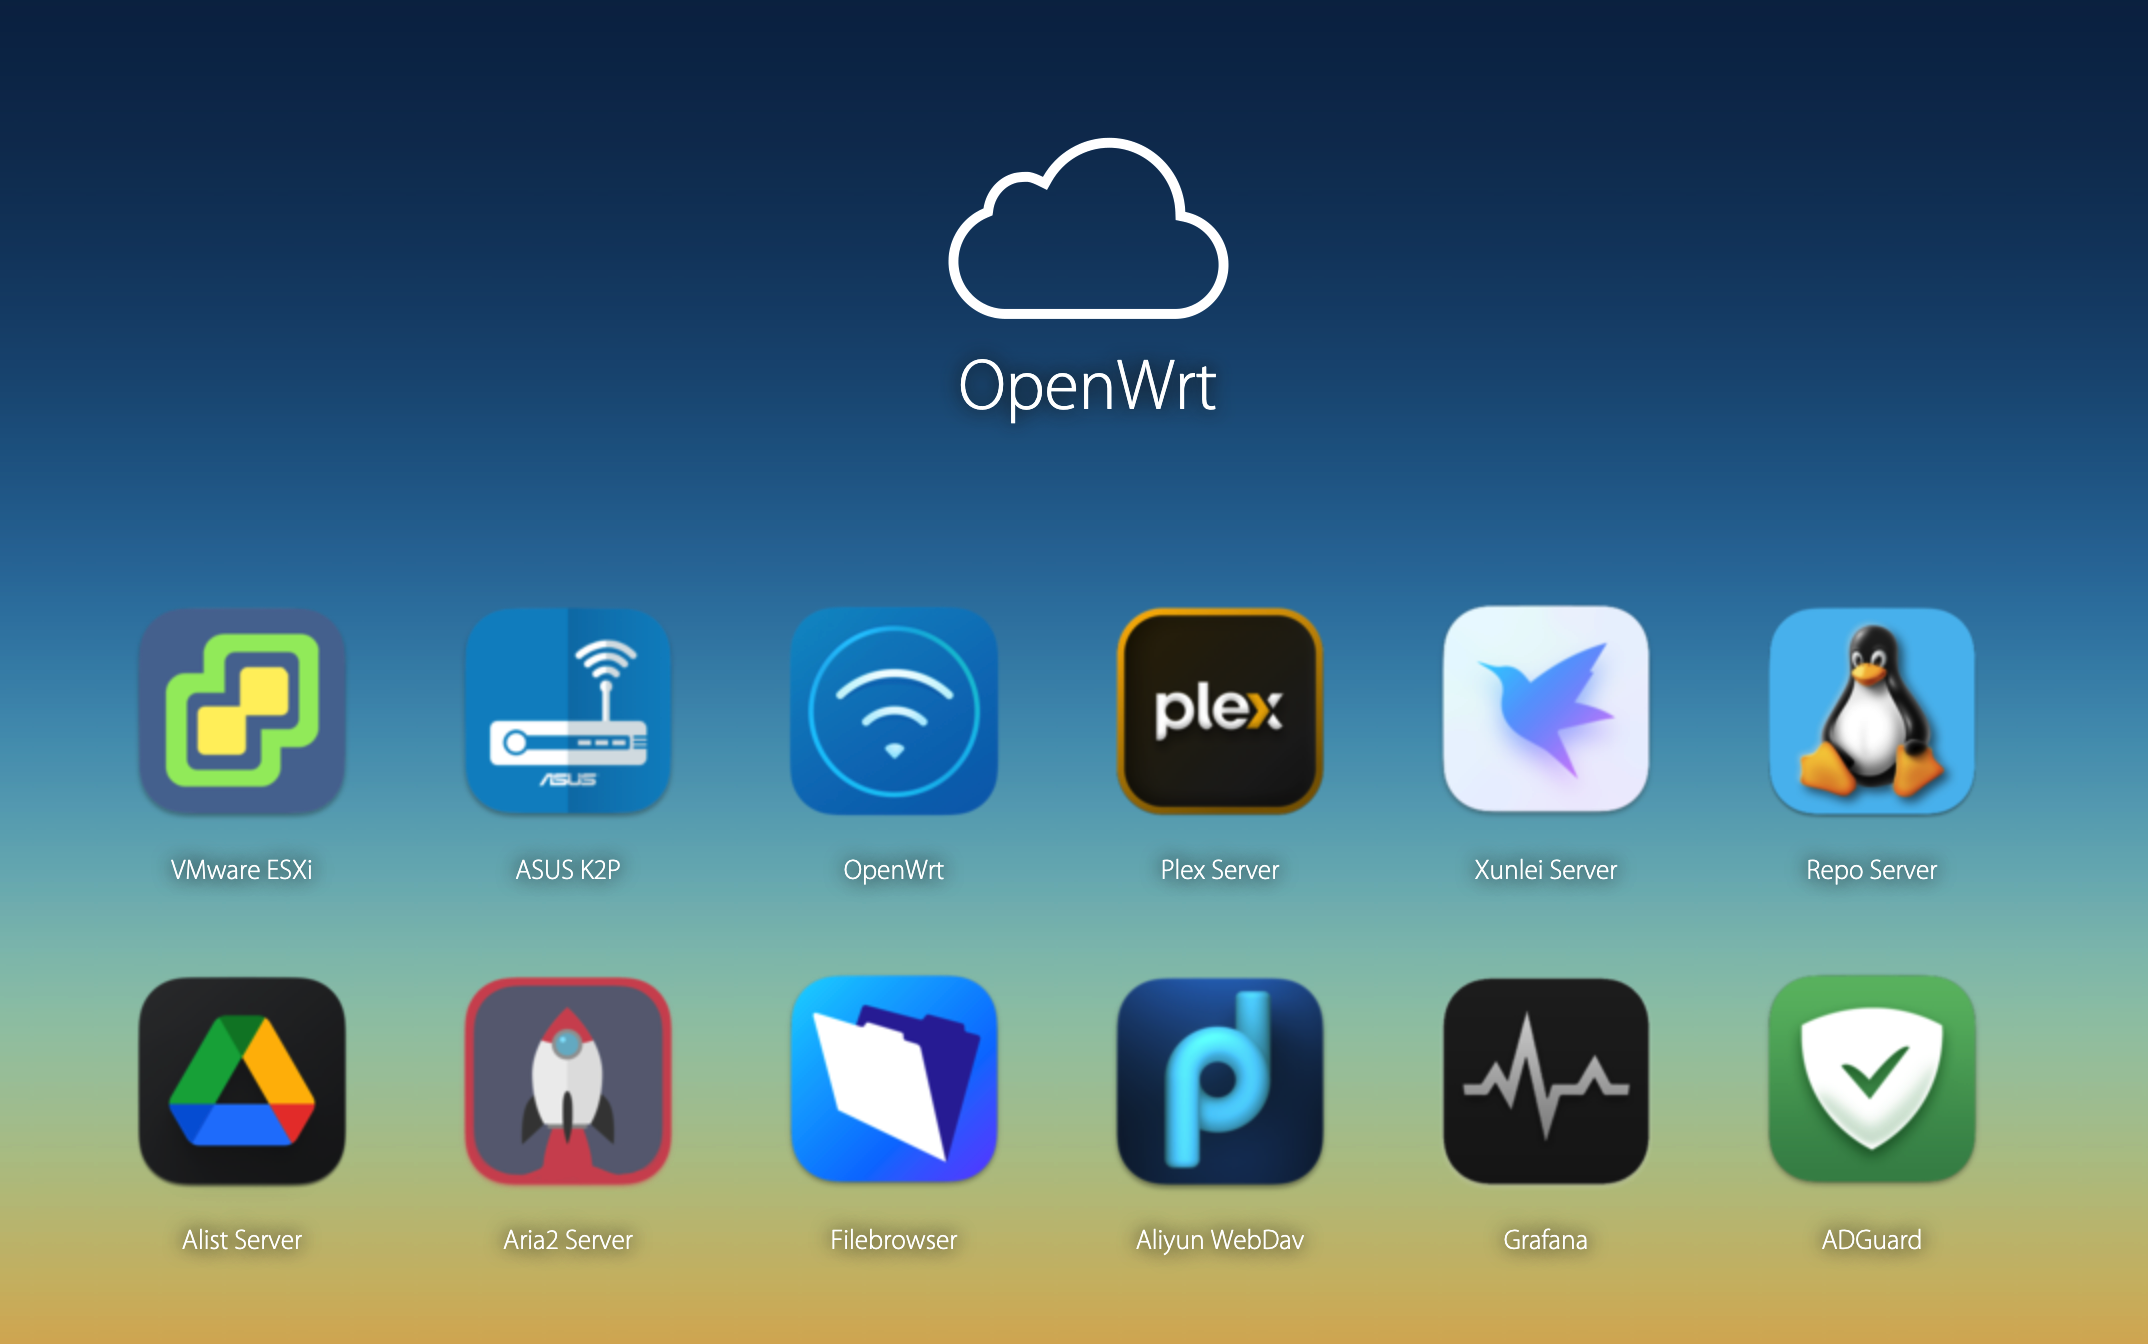 OpenWrt
plex
ASUS
VMware ESXi
ASUS K2P
OpenWrt
Plex Server
Xunlei Server
Repo Server
Alist Server
Aria2 Server
Filebrowser
Aliyun WebDav
Grafana
ADGuard